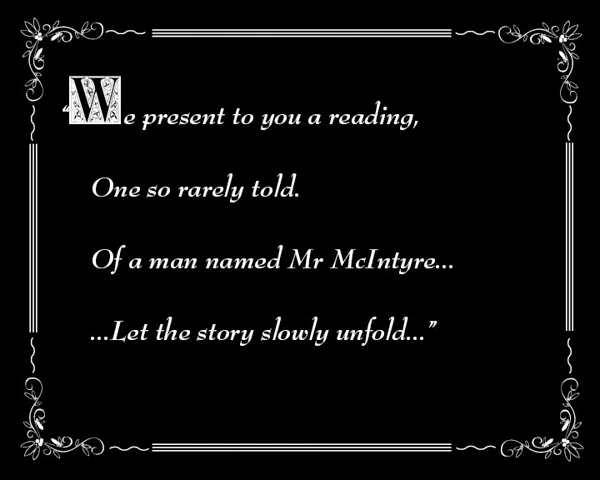 “We present to you a reading,
One so rarely told.
Of a man named Mr McIntyre...
...Let the story slowly unfold...”